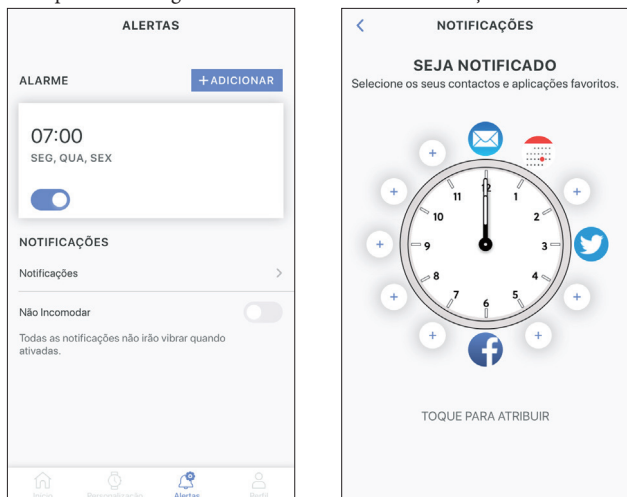 ALERTAS
ALARME
+ADICIONAR
07:00
SEG, QUA, SEX
NOTIFICAÇÕES
Notificações
Não Incomodar
Todas as notificações não irão vibrar quando
ativadas.
Início
Personalização
Alertas
Perfil
NOTIFICAÇÕES
SEJA NOTIFICADO
Selecione os seus contactos e aplicações favoritos.
12
11
1
10
2
9
3
8
4
7
5
6
TOQUE PARA ATRIBUIR